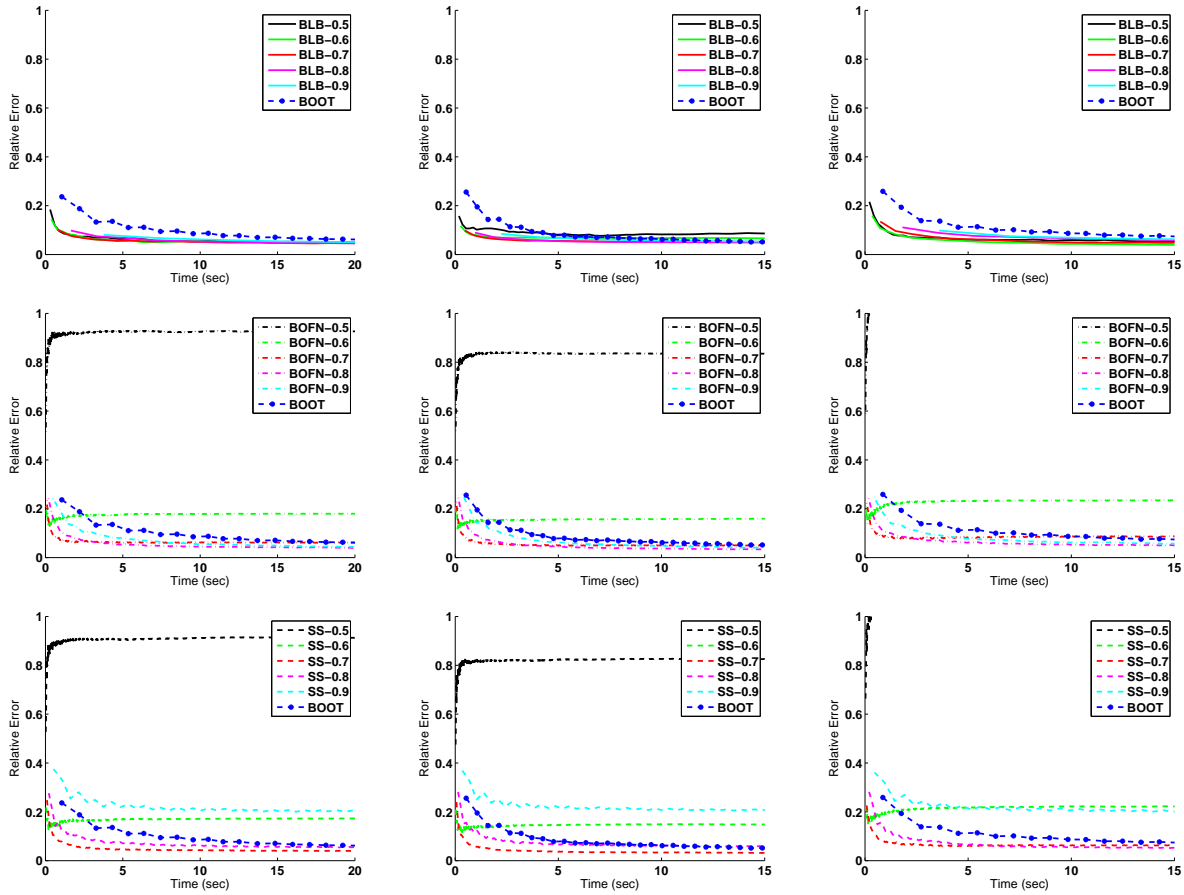 1
0.8
0.6
0.4
0.2
0
Relative Error
0
5
10
15
20
Time (sec)
BLB−0.5
BLB−0.6
BLB−0.7
BLB−0.8
BLB−0.9
BOOT
1
0.8
0.6
0.4
0.2
0
Relative Error
0
5
10
15
Time (sec)
BLB−0.5
BLB−0.6
BLB−0.7
BLB−0.8
BLB−0.9
BOOT
1
0.8
0.6
0.4
0.2
0
Relative Error
0
5
10
15
Time (sec)
BLB−0.5
BLB−0.6
BLB−0.7
BLB−0.8
BLB−0.9
BOOT
1
0.8
0.6
0.4
0.2
0
Relative Error
0
5
10
15
20
Time (sec)
BOFN−0.5
BOFN−0.6
BOFN−0.7
BOFN−0.8
BOFN−0.9
BOOT
1
0.8
0.6
0.4
0.2
0
Relative Error
0
5
10
15
Time (sec)
BOFN−0.5
BOFN−0.6
BOFN−0.7
BOFN−0.8
BOFN−0.9
BOOT
1
0.8
0.6
0.4
0.2
0
Relative Error
0
5
10
15
Time (sec)
BOFN−0.5
BOFN−0.6
BOFN−0.7
BOFN−0.8
BOFN−0.9
BOOT
1
0.8
0.6
0.4
0.2
0
Relative Error
0
5
10
15
20
Time (sec)
SS−0.5
SS−0.6
SS−0.7
SS−0.8
SS−0.9
BOOT
1
0.8
0.6
0.4
0.2
0
Relative Error
0
5
10
15
Time (sec)
SS−0.5
SS−0.6
SS−0.7
SS−0.8
SS−0.9
BOOT
1
0.8
0.6
0.4
0.2
0
Relative Error
0
5
10
15
Time (sec)
SS−0.5
SS−0.6
SS−0.7
SS−0.8
SS−0.9
BOOT